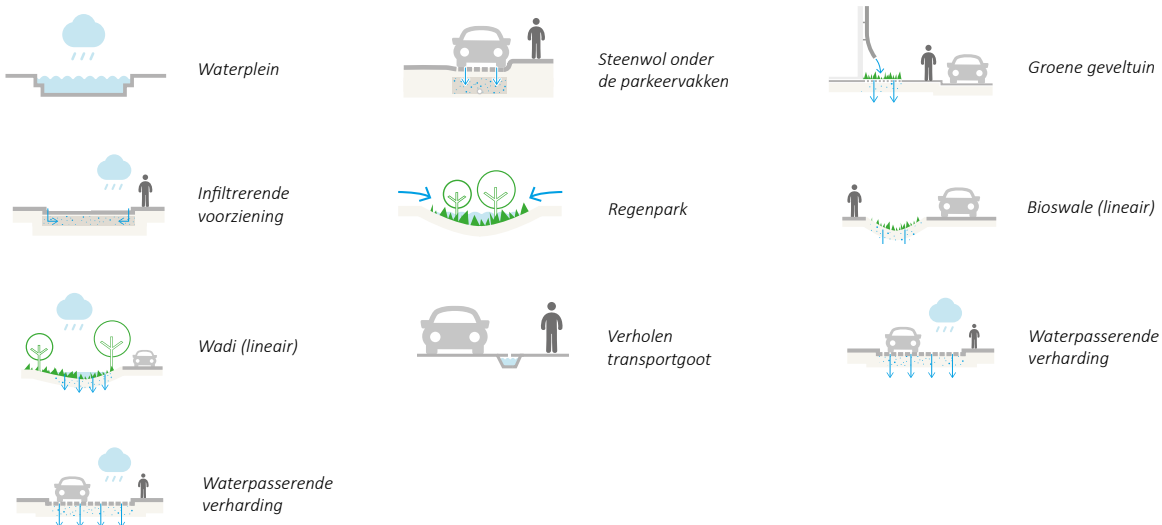 Waterplein
Steenwol onder
de parkeervakken
Groene geveltuin
Infiltrerende
voorziening
Regenpark
Bioswale (lineair)
Wadi (lineair)
Verholen
transportgoot
Waterpasserende
verharding
Waterpasserende
verharding